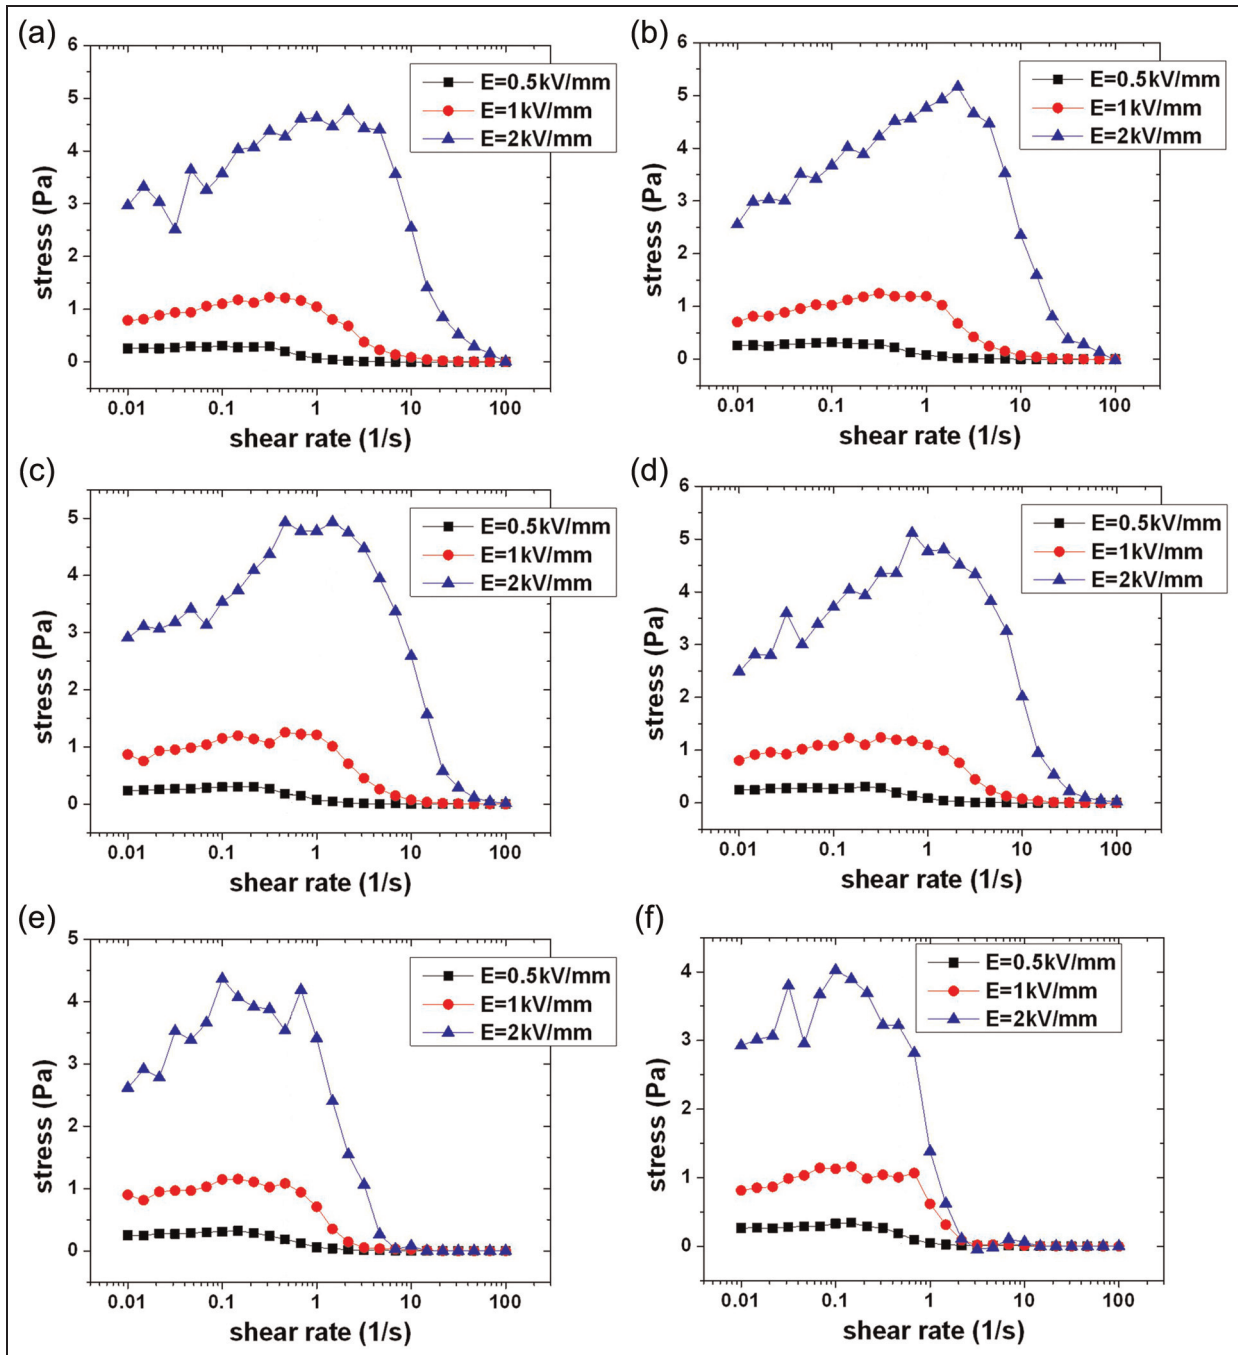 (a)
6
5
4
3
2
1
0
stress (Pa)
E=0.5kV/mm
E=1kV/mm
E=2kV/mm
0.01 0.1 1 10 100
shear rate (1/s)
(b)
6
5
4
3
2
1
0
stress (Pa)
E=0.5kV/mm
E=1kV/mm
E=2kV/mm
0.01 0.1 1 10 100
shear rate (1/s)
(c)
5
4
3
2
1
0
stress (Pa)
E=0.5kV/mm
E=1kV/mm
E=2kV/mm
0.01 0.1 1 10 100
shear rate (1/s)
(d)
6
5
4
3
2
1
0
stress (Pa)
E=0.5kV/mm
E=1kV/mm
E=2kV/mm
0.01 0.1 1 10 100
shear rate (1/s)
(e)
5
4
3
2
1
0
stress (Pa)
E=0.5kV/mm
E=1kV/mm
E=2kV/mm
0.01 0.1 1 10 100
shear rate (1/s)
(f)
4
3
2
1
0
stress (Pa)
E=0.5kV/mm
E=1kV/mm
E=2kV/mm
0.01 0.1 1 10 100
shear rate (1/s)